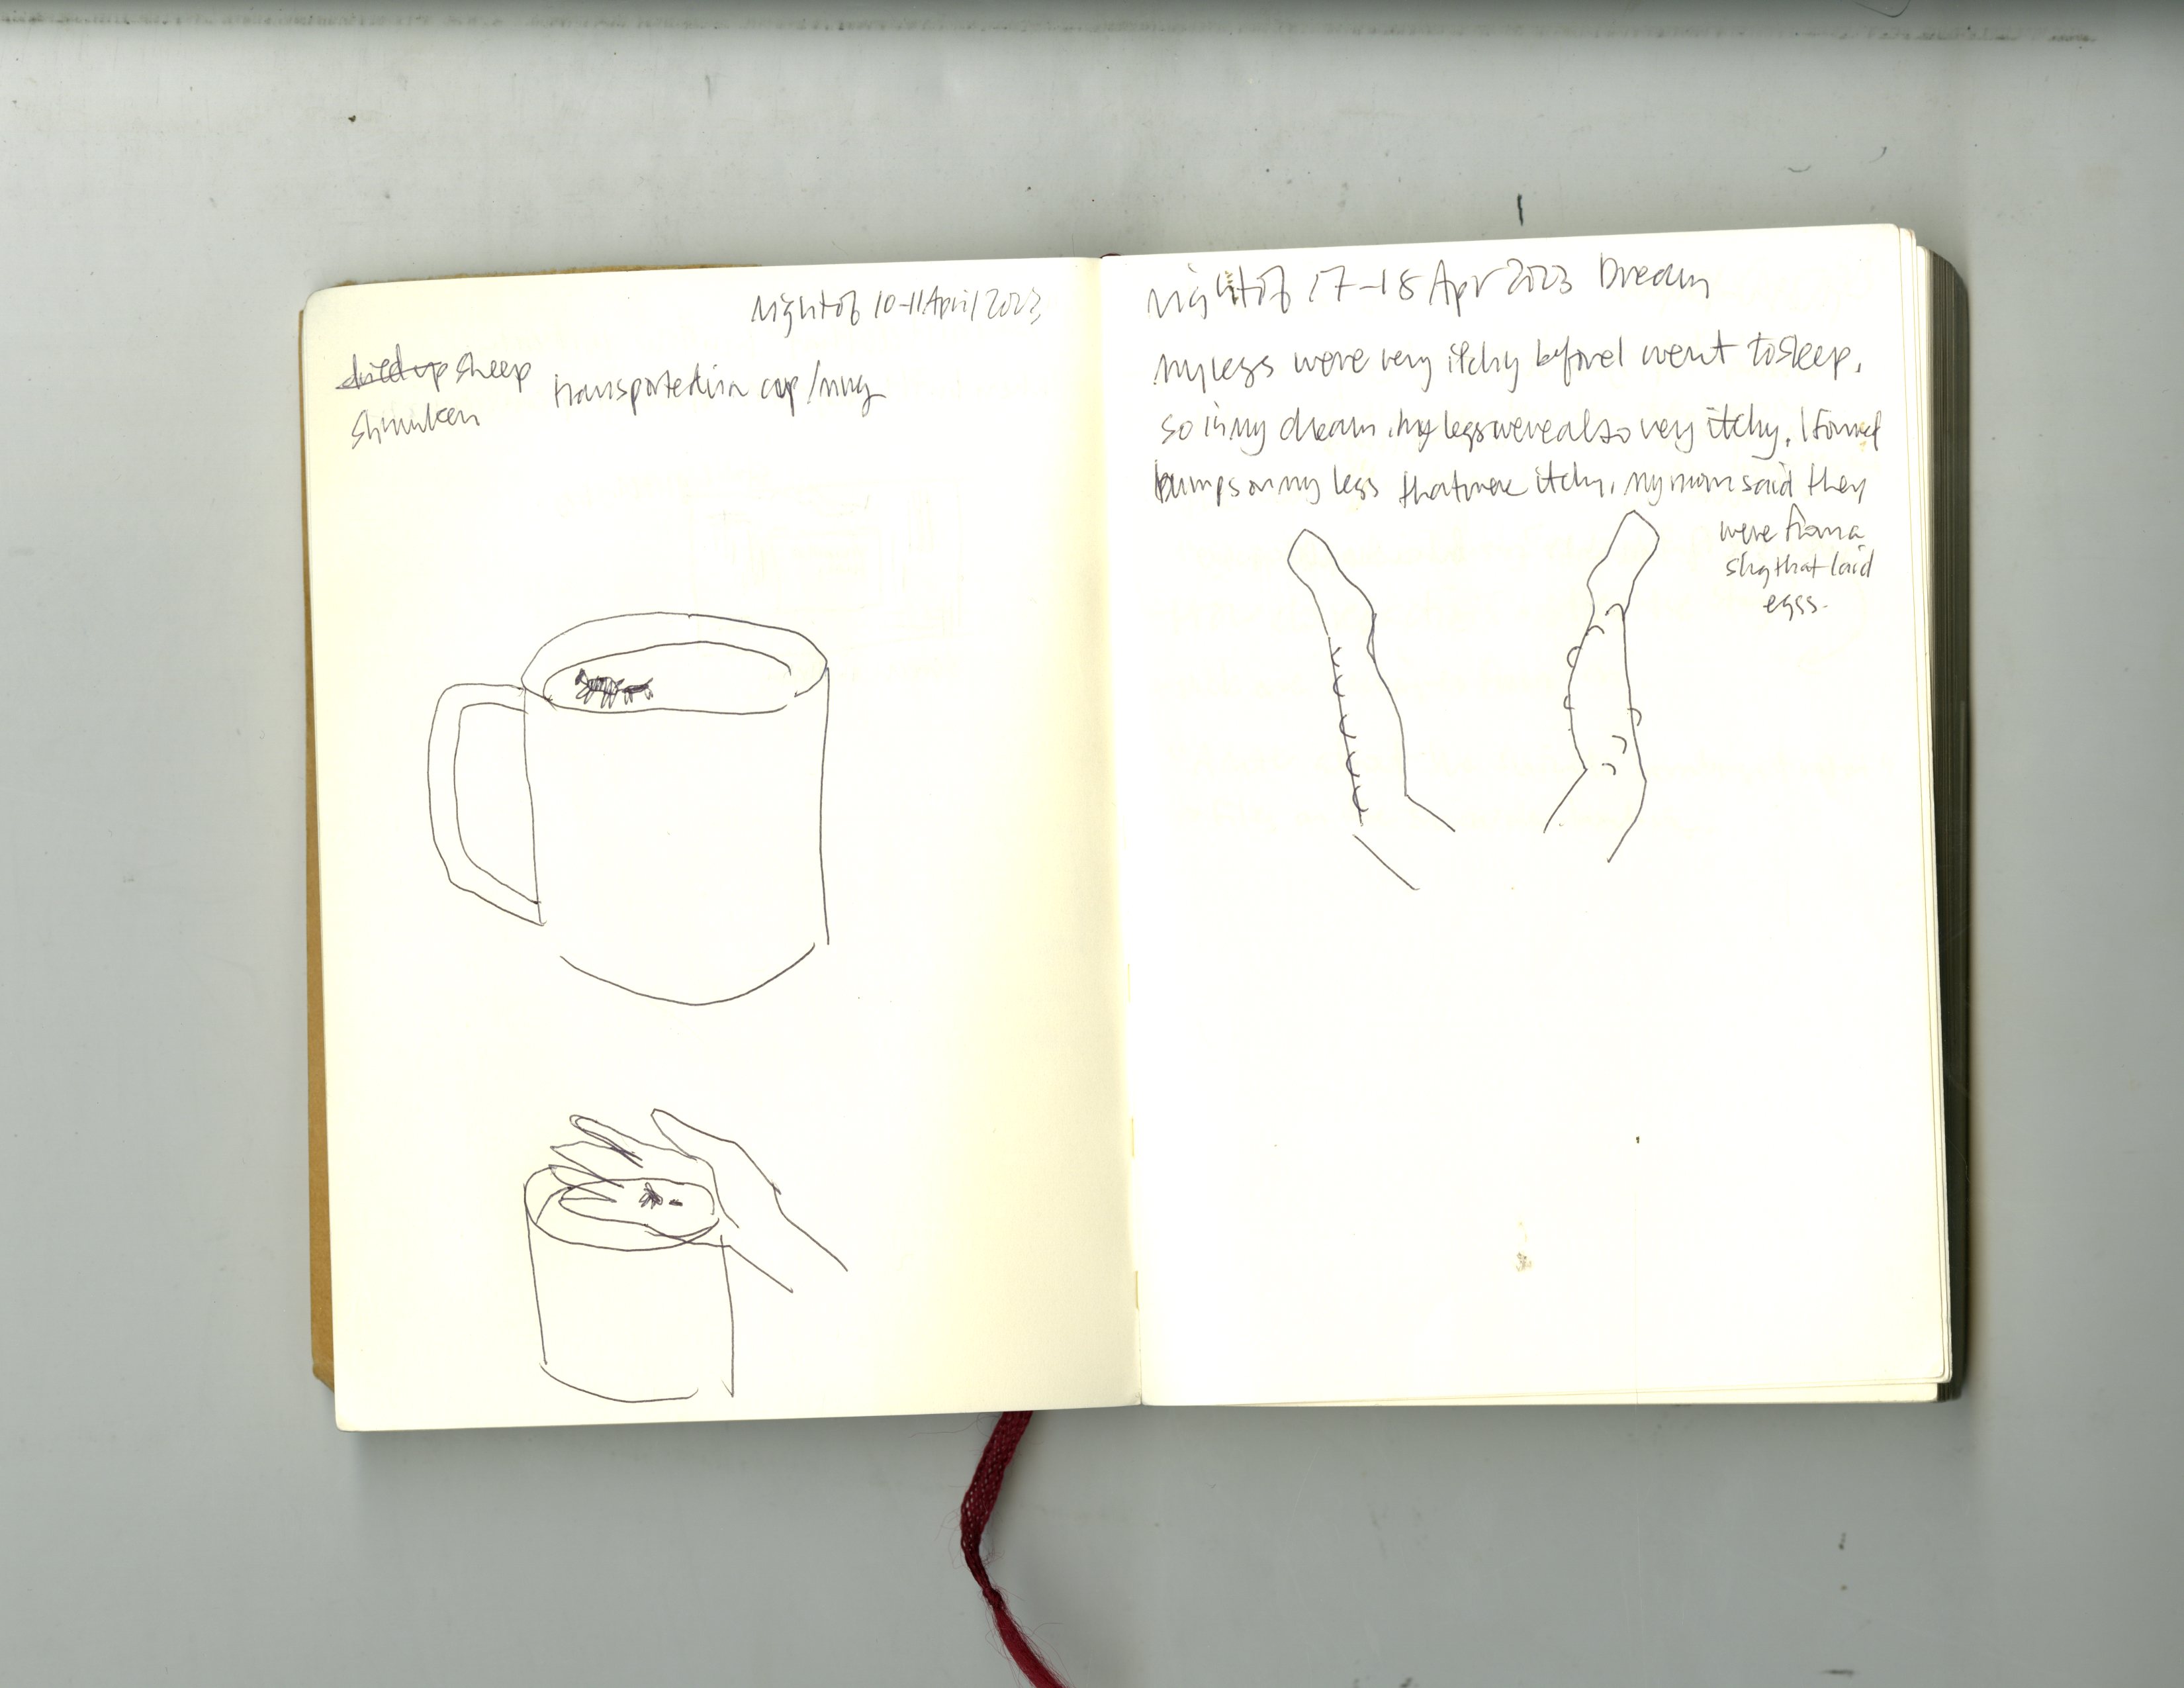 Night of 10-11 April 2023
dried up sheep
shrunken
transported in a cup/mug
Night of 17-18 Apr 2023 Dream
My legs were very itchy before I went to sleep,
so in my dream, my legs were also very itchy. I found
bumps on my legs that were itchy, my mom said they
were from a
slug that laid
eggs.